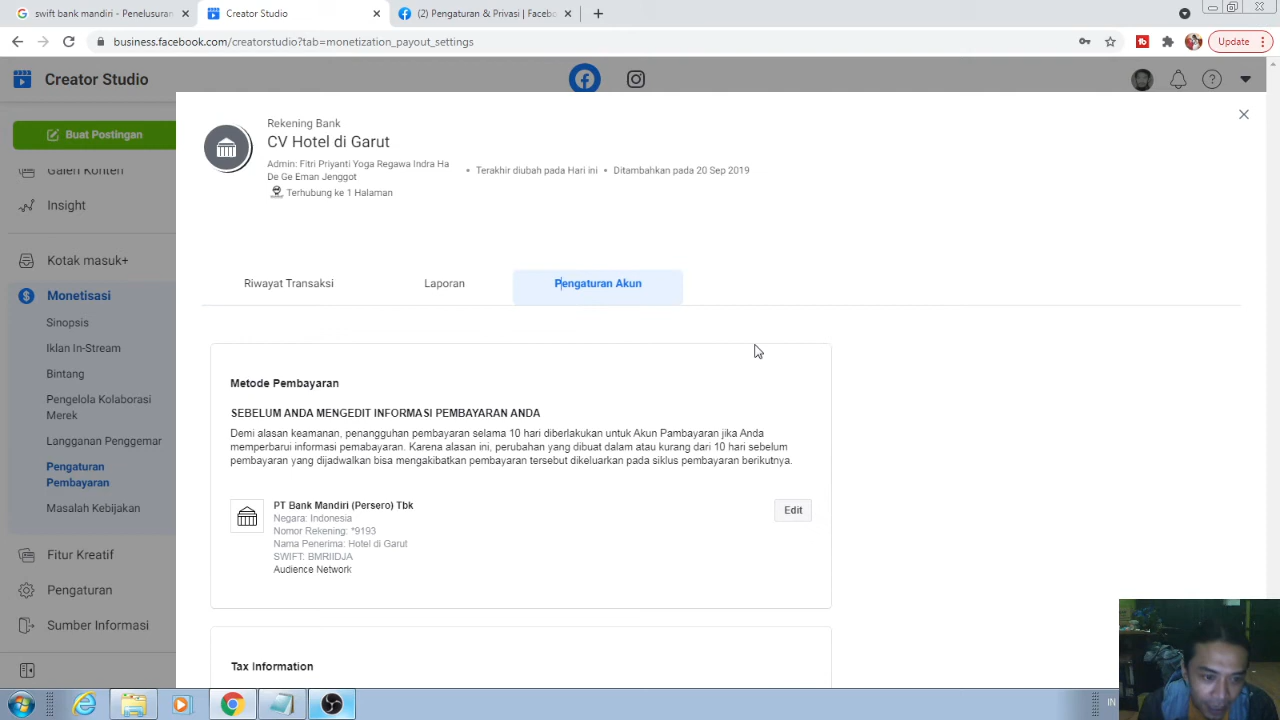 swift bank mandiri - Penelusuran
Creator Studio
(2) Pengaturan & Privasi | Facebo
business.facebook.com/creatorstudio?tab=monetization_payout_settings
Update
Creator Studio
Buat Postingan
Galeri Konten
Insight
Kotak masuk+
Monetisasi
Sinopsis
Iklan In-Stream
Bintang
Pengelola Kolaborasi
Merek
Langganan Penggemar
Pengaturan
Pembayaran
Masalah Kebijakan
Fitur Kreatif
Pengaturan
Sumber Informasi
Rekening Bank
CV Hotel di Garut
Admin: Fitri Priyanti Yoga Regawa Indra Ha
De Ge Eman Jenggot
• Terakhir diubah pada Hari ini • Ditambahkan pada 20 Sep 2019
Terhubung ke 1 Halaman
Riwayat Transaksi
Laporan
Pengaturan Akun
Metode Pembayaran
SEBELUM ANDA MENGEDIT INFORMASI PEMBAYARAN ANDA
Demi alasan keamanan, penangguhan pembayaran selama 10 hari diberlakukan untuk Akun Pambayaran jika Anda
memperbarui informasi pemabayaran. Karena alasan ini, perubahan yang dibuat dalam atau kurang dari 10 hari sebelum
pembayaran yang dijadwalkan bisa mengakibatkan pembayaran tersebut dikeluarkan pada siklus pembayaran berikutnya.
PT Bank Mandiri (Persero) Tbk
Edit
Negara: Indonesia
Nomor Rekening: *9193
Nama Penerima: Hotel di Garut
SWIFT: BMRIIDJA
Audience Network
Tax Information
IN